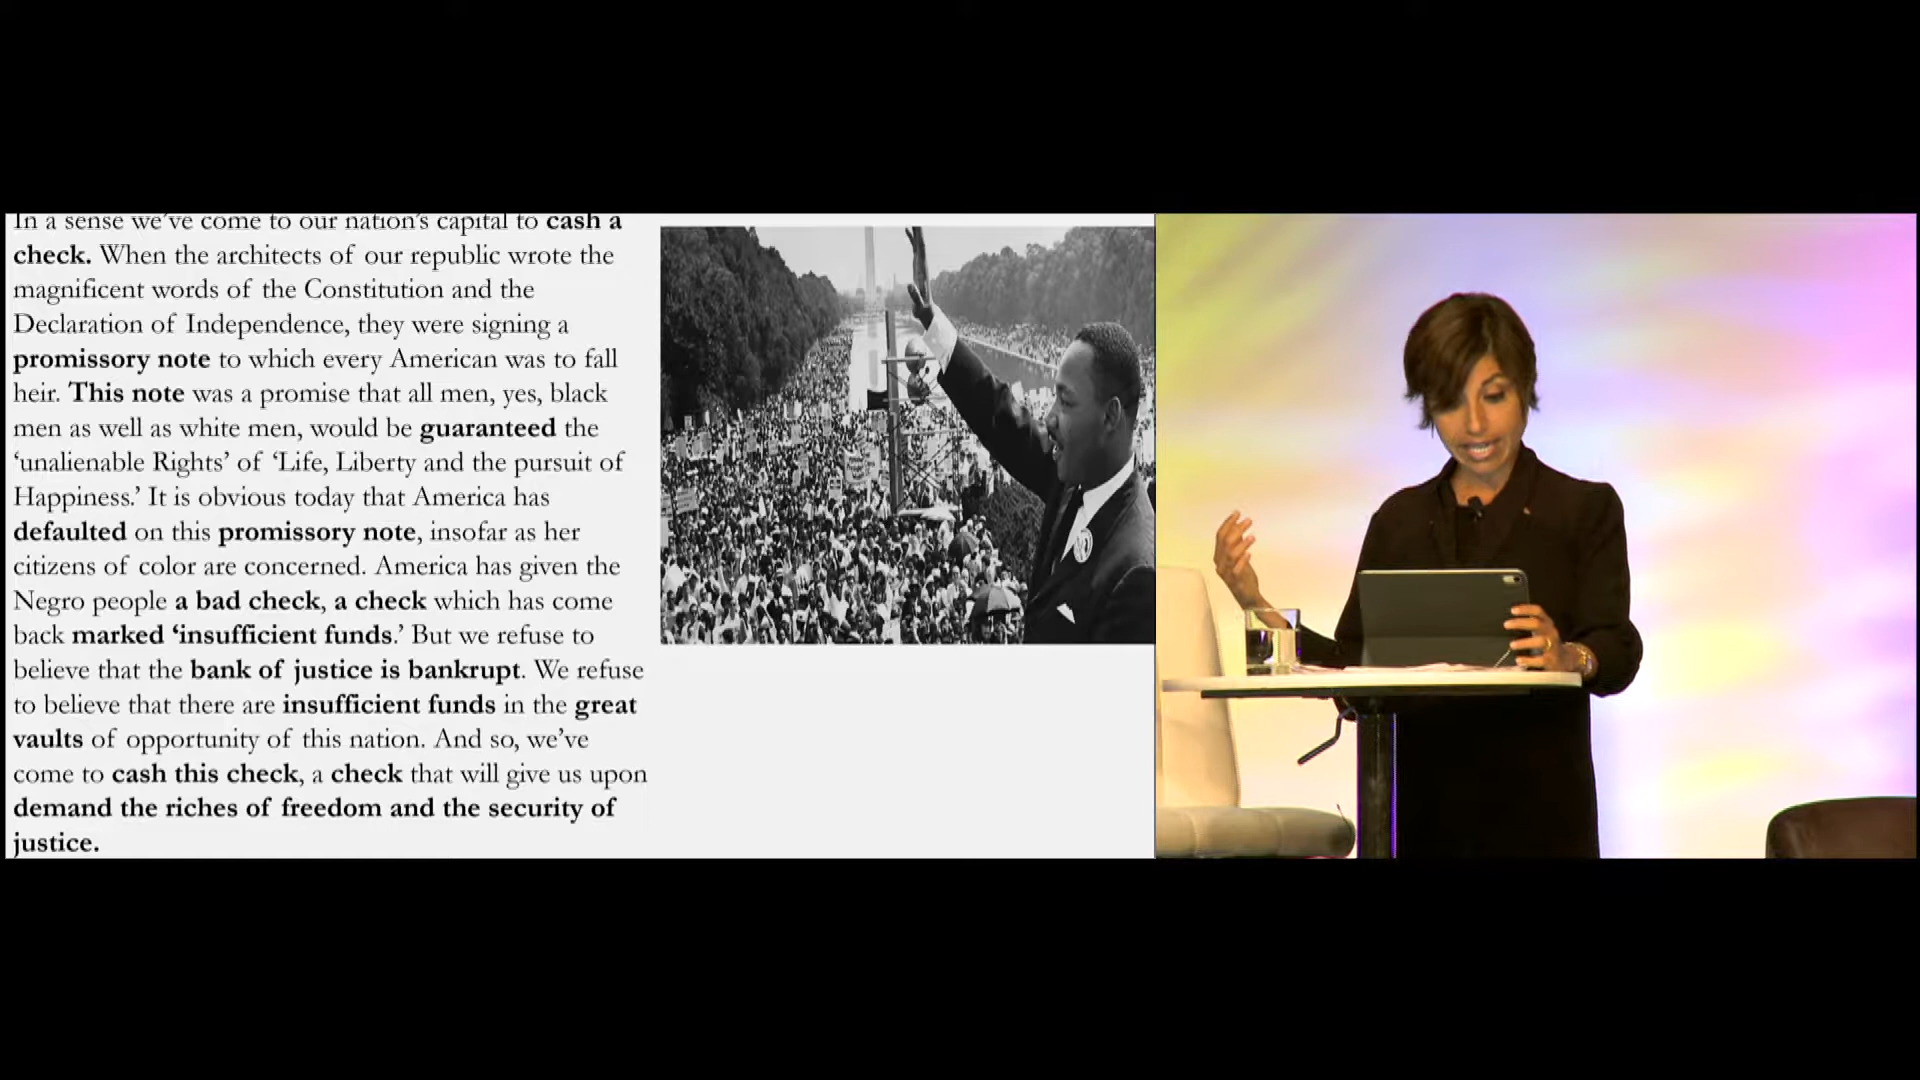 In a sense we've come to our nation's capital to cash a
check. When the architects of our republic wrote the
magnificent words of the Constitution and the
Declaration of Independence, they were signing a
promissory note to which every American was to fall
heir. This note was a promise that all men, yes, black
men as well as white men, would be guaranteed the
‘unalienable Rights’ of ‘Life, Liberty and the pursuit of
Happiness.’ It is obvious today that America has
defaulted on this promissory note, insofar as her
citizens of color are concerned. America has given the
Negro people a bad check, a check which has come
back marked ‘insufficient funds.’ But we refuse to
believe that the bank of justice is bankrupt. We refuse
to believe that there are insufficient funds in the great
vaults of opportunity of this nation. And so, we’ve
come to cash this check, a check that will give us upon
demand the riches of freedom and the security of
justice.